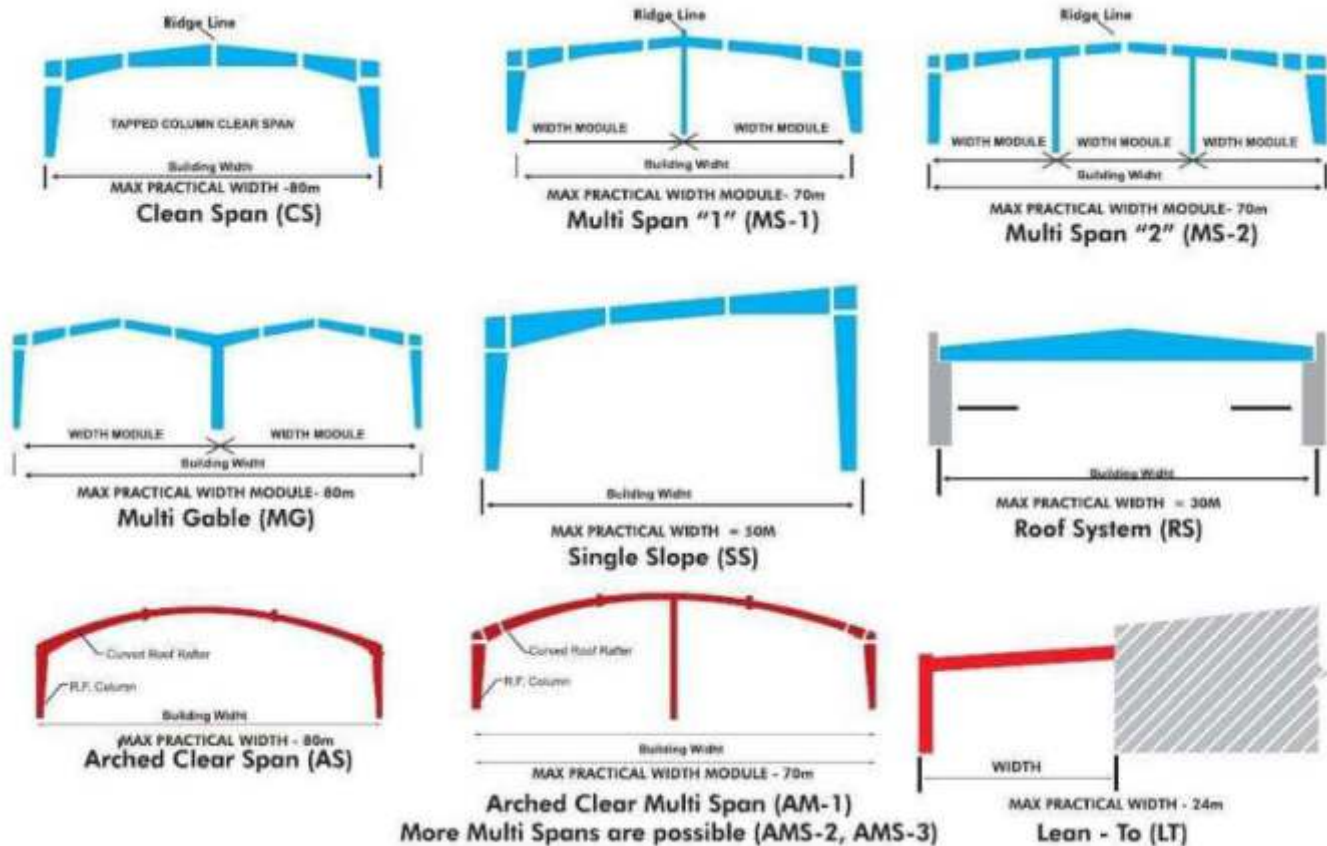 Ridge Line
TAPPED COLUMN CLEAR SPAN
Building Widht
MAX PRACTICAL WIDTH -80m
Clean Span (CS)
Ridge Line
WIDTH MODULE WIDTH MODULE
Building Widht
MAX PRACTICAL WIDTH MODULE- 70m
Multi Span "1" (MS-1)
Ridge Line
WIDTH MODULE WIDTH MODULE WIDTH MODULE
Building Widht
MAX PRACTICAL WIDTH MODULE- 70m
Multi Span "2" (MS-2)
WIDTH MODULE WIDTH MODULE
Building Widht
MAX PRACTICAL WIDTH MODULE- 80m
Multi Gable (MG)
Building Widht
MAX PRACTICAL WIDTH = 50M
Single Slope (SS)
Building Widht
MAX PRACTICAL WIDTH = 30M
Roof System (RS)
Curved Roof Rafter
R.F. Column
Building Widht
MAX PRACTICAL WIDTH - 80m
Arched Clear Span (AS)
Curved Roof Rafter
R.F. Column
Building Widht
MAX PRACTICAL WIDTH MODULE - 70m
Arched Clear Multi Span (AM-1)
More Multi Spans are possible (AMS-2, AMS-3)
WIDTH
MAX PRACTICAL WIDTH - 24m
Lean - To (LT)